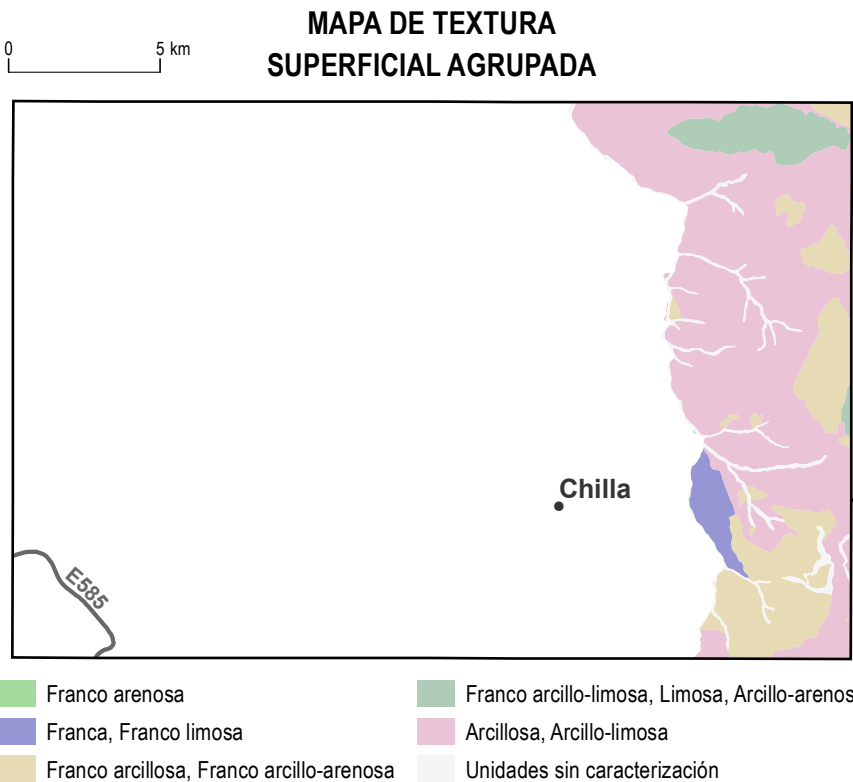 MAPA DE TEXTURA
SUPERFICIAL AGRUPADA
0 5 km
Chilla
E585
Franco arenosa
Franca, Franco limosa
Franco arcillosa, Franco arcillo-arenosa
Franco arcillo-limosa, Limosa, Arcillo-arenos
Arcillosa, Arcillo-limosa
Unidades sin caracterización